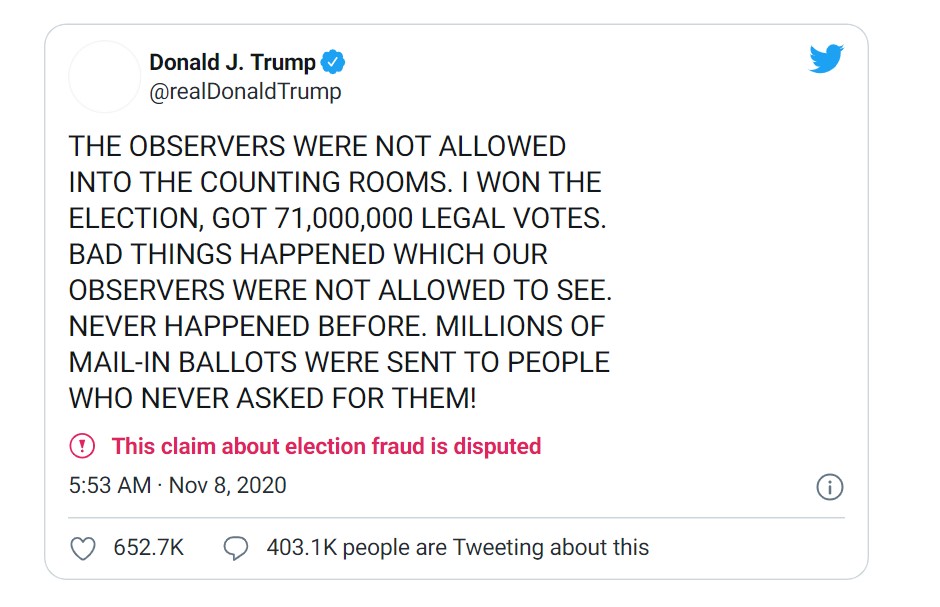 Donald J. Trump
@realDonaldTrump
THE OBSERVERS WERE NOT ALLOWED
INTO THE COUNTING ROOMS. I WON THE
ELECTION, GOT 71,000,000 LEGAL VOTES.
BAD THINGS HAPPENED WHICH OUR
OBSERVERS WERE NOT ALLOWED TO SEE.
NEVER HAPPENED BEFORE. MILLIONS OF
MAIL-IN BALLOTS WERE SENT TO PEOPLE
WHO NEVER ASKED FOR THEM!
This claim about election fraud is disputed
5:53 AM · Nov 8, 2020
652.7K 403.1K people are Tweeting about this